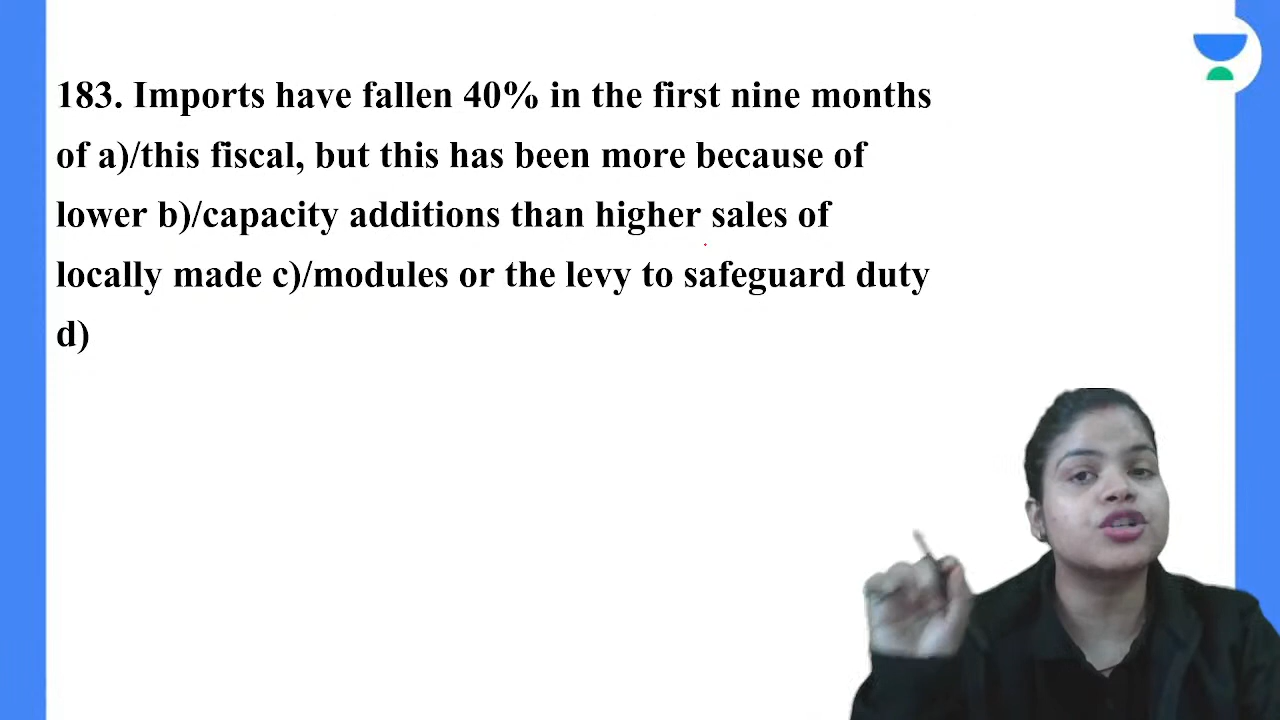 183. Imports have fallen 40% in the first nine months
of a)/this fiscal, but this has been more because of
lower b)/capacity additions than higher sales of
locally made c)/modules or the levy to safeguard duty
d)